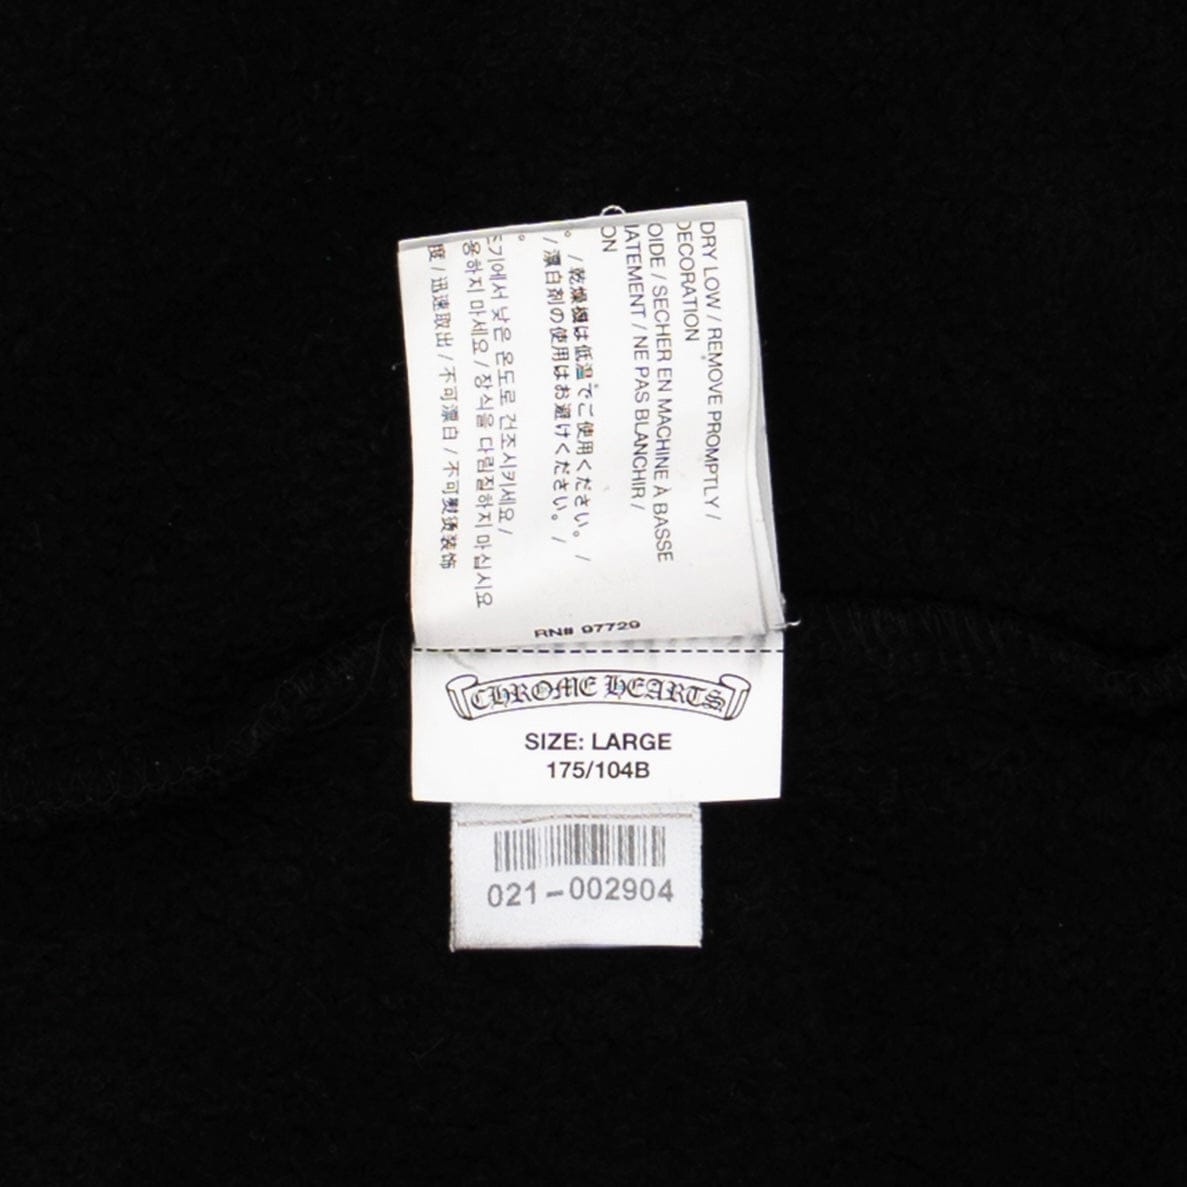 DRY LOW / REMOVE PROMPTLY /
DECORATION
OIDE / SECHER EN MACHINE À BASSE
IATEMENT / NE PAS BLANCHIR /
ON
。/ 乾燥機は低温でご使用ください。/
/ 漂白剤の使用はお避けください。/
。
기에서 낮은 온도로 건조시키세요 /
용하지 마세요 / 장식을 다림질하지 마십시요
度 / 迅速取出 / 不可漂白 / 不可熨烫装饰
RN# 97729
CHROME HEARTS
SIZE: LARGE
175/104B
021-002904